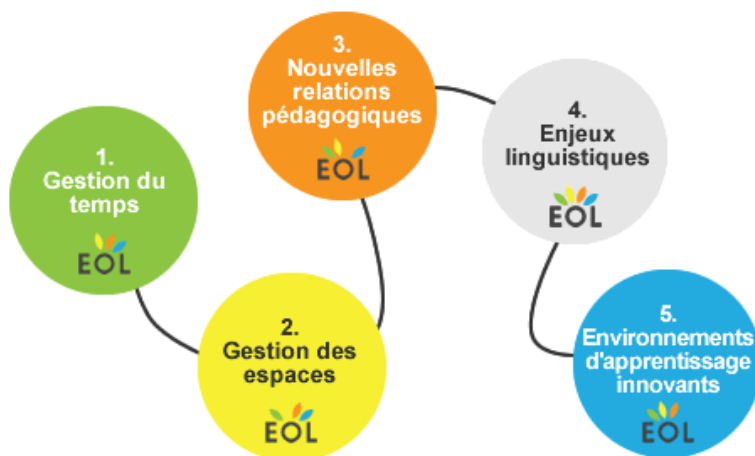 1.
Gestion du
temps
EOL
2.
Gestion des
espaces
EOL
3.
Nouvelles
relations
pédagogiques
EOL
4.
Enjeux
linguistiques
EOL
5.
Environnements
d'apprentissage
innovants
EOL